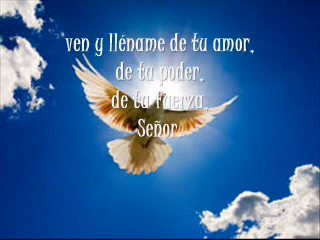 ven y lléname de tu amor,
de tu poder,
de tu fuerza,
Señor